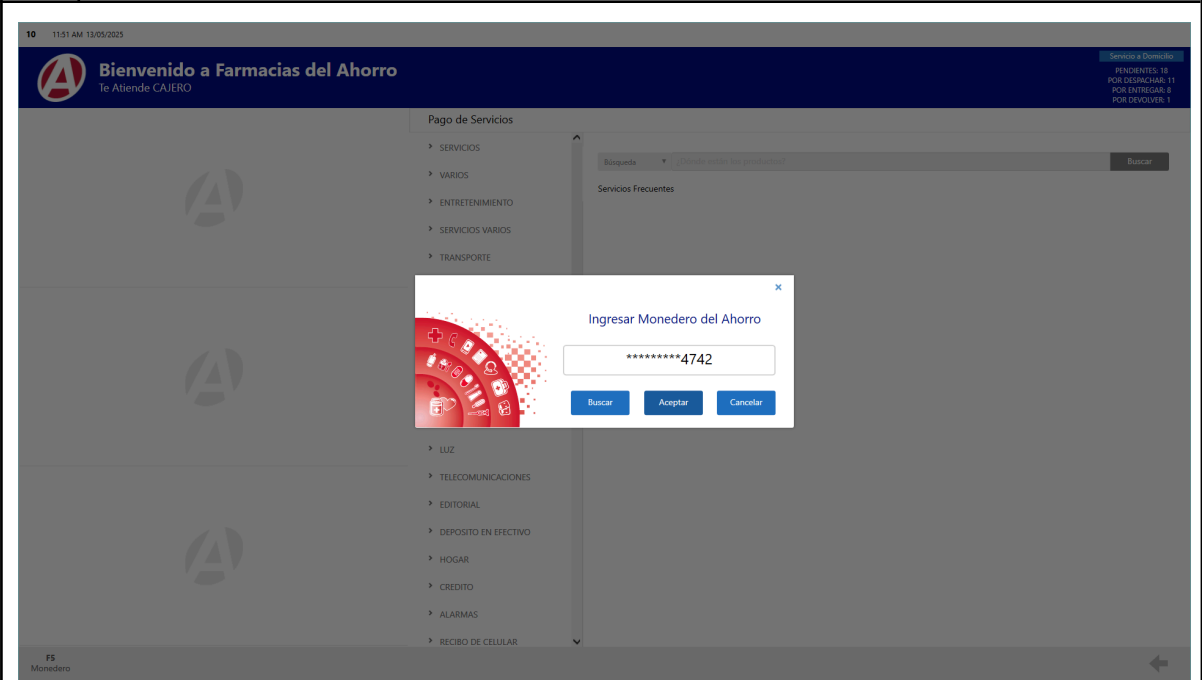 10 11:51 AM 13/05/2025
Bienvenido a Farmacias del Ahorro
Te Atiende CAJERO
Servicio a Domicilio
PENDIENTES: 18
POR DESPACHAR: 11
POR ENTREGAR: 8
POR DEVOLVER: 1
Pago de Servicios
SERVICIOS
VARIOS
ENTRETENIMIENTO
SERVICIOS VARIOS
TRANSPORTE
Búsqueda
Buscar
Servicios Frecuentes
Ingresar Monedero del Ahorro
*********4742
Buscar Aceptar Cancelar
LUZ
TELECOMUNICACIONES
EDITORIAL
DEPOSITO EN EFECTIVO
HOGAR
CREDITO
ALARMAS
RECIBO DE CELULAR
F5
Monedero